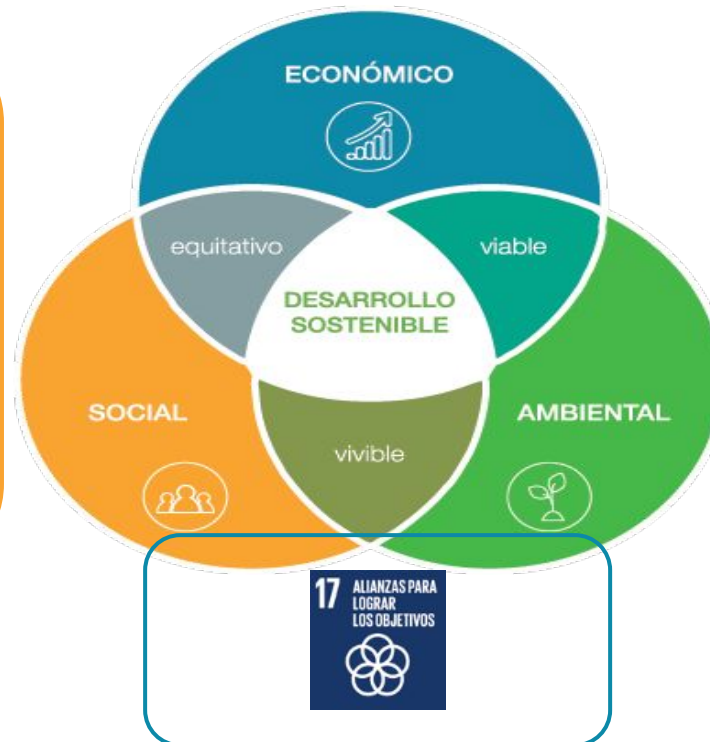 ECONÓMICO
equitativo
viable
DESARROLLO
SOSTENIBLE
SOCIAL
AMBIENTAL
vivible
17 ALIANZAS PARA
LOGRAR
LOS OBJETIVOS